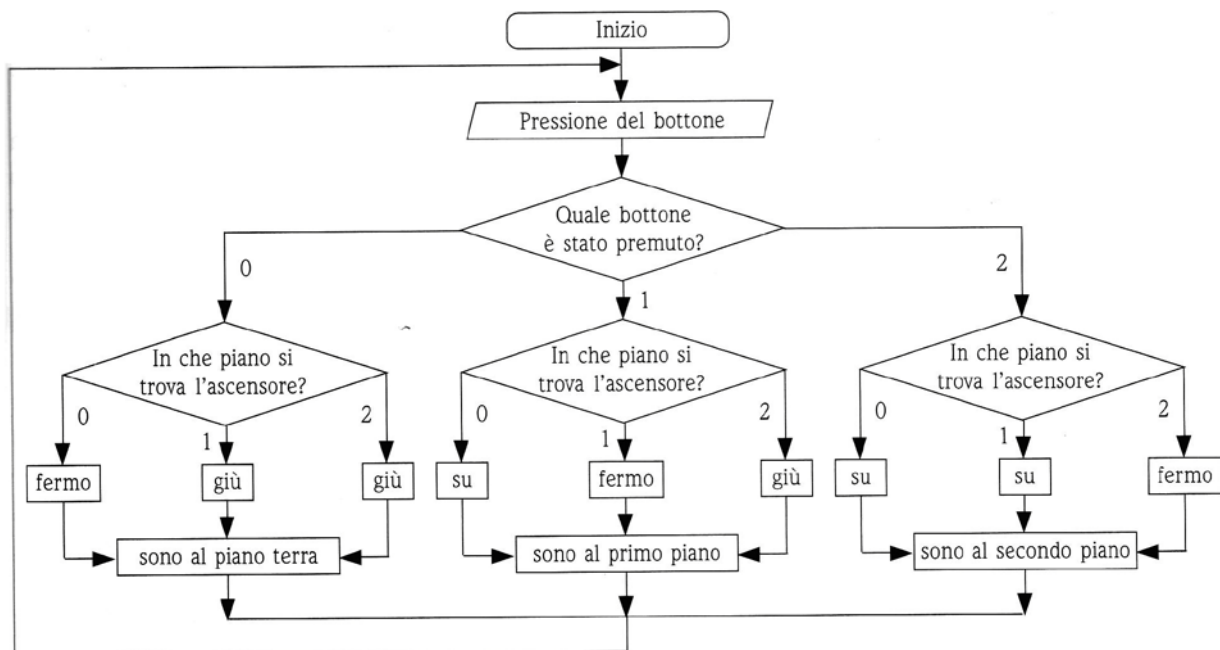 Inizio
Pressione del bottone
Quale bottone
è stato premuto?
0
1
2
In che piano si
trova l'ascensore?
0
1
2
fermo
giù
giù
sono al piano terra
In che piano si
trova l'ascensore?
0
1
2
su
fermo
giù
sono al primo piano
In che piano si
trova l'ascensore?
0
1
2
su
su
fermo
sono al secondo piano